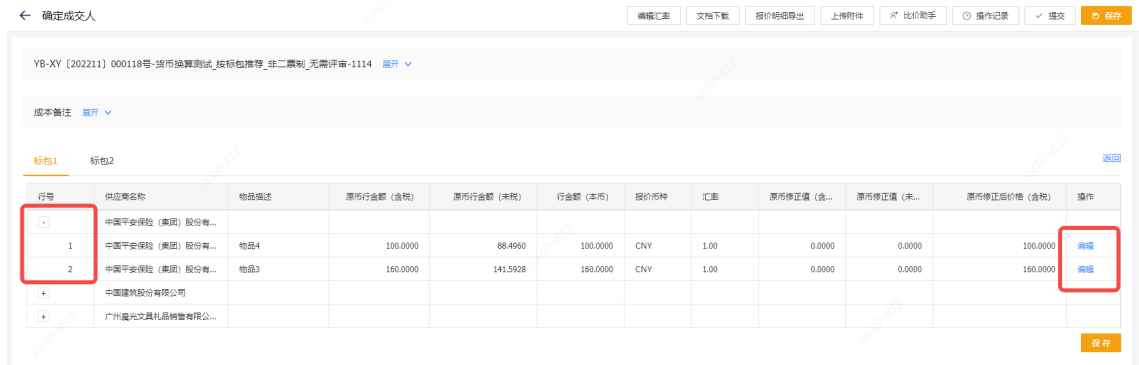 ← 确定成交人 编辑汇率 文档下载 报价明细导出 上传附件 比价助手 操作记录 提交 保存
YB-XY〔202211〕000118号-货币换算测试_按标包推荐_非二票制_无需评审-1114 展开
成本备注 展开
标包1 标包2 返回
行号 供应商名称 物品描述 原币行金额（含税） 原币行金额（未税） 行金额（本币） 报价币种 汇率 原币修正值（含... 原币修正值（未... 原币修正后价格（含税） 操作
- 中国平安保险（集团）股份有...
1 中国平安保险（集团）股份有... 物品4 100.0000 88.4960 100.0000 CNY 1.00 0.0000 0.0000 100.0000 编辑
2 中国平安保险（集团）股份有... 物品3 160.0000 141.5928 160.0000 CNY 1.00 0.0000 0.0000 160.0000 编辑
+ 中国建筑股份有限公司
+ 广州晨光文具礼品销售有限公...
保存